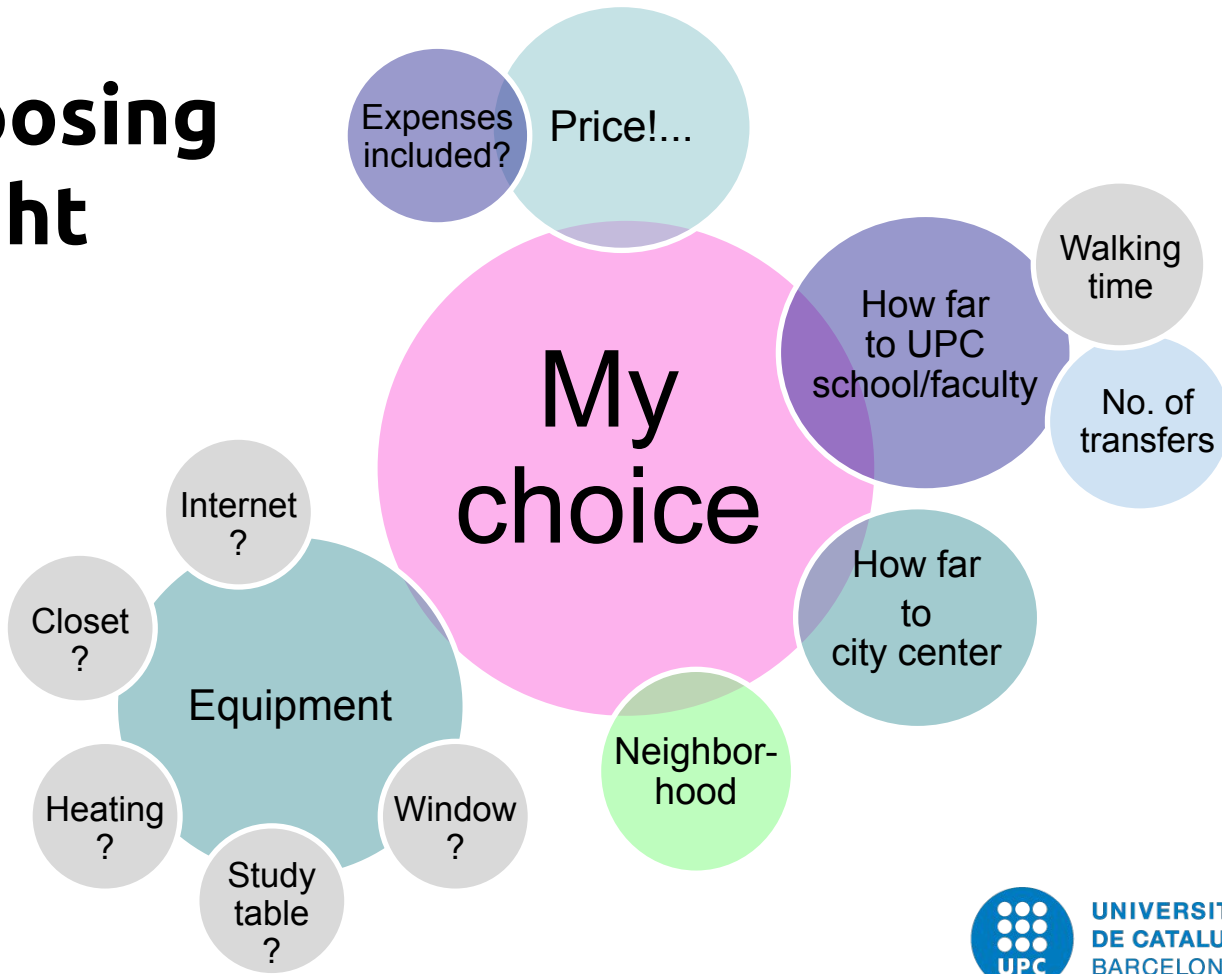 oosing
ht
Expenses
included?
Price!...
Walking
time
How far
to UPC
school/faculty
No. of
transfers
My
choice
Internet
?
How far
to
city center
Closet
?
Equipment
Neighbor-
hood
Heating
?
Window
?
Study
table
?
UNIVERSIT
DE CATALU
BARCELON
UPC